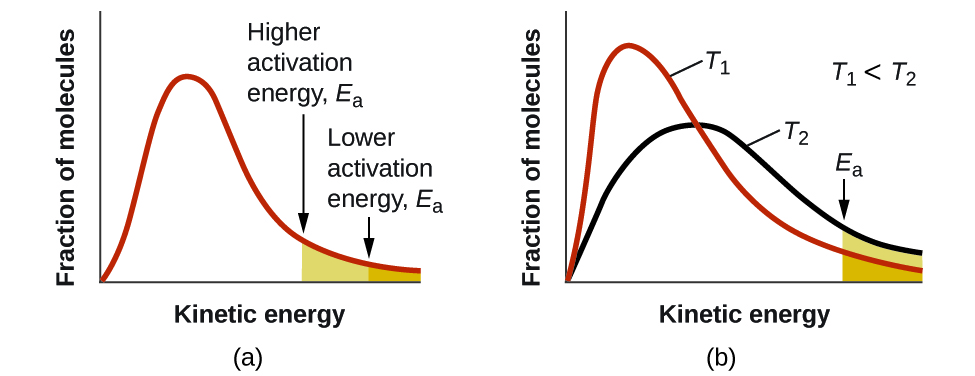 Fraction of molecules
Higher
activation
energy, Eₐ
Lower
activation
energy, Eₐ
Kinetic energy
(a)
Fraction of molecules
T₁
T₁ < T₂
T₂
Eₐ
Kinetic energy
(b)